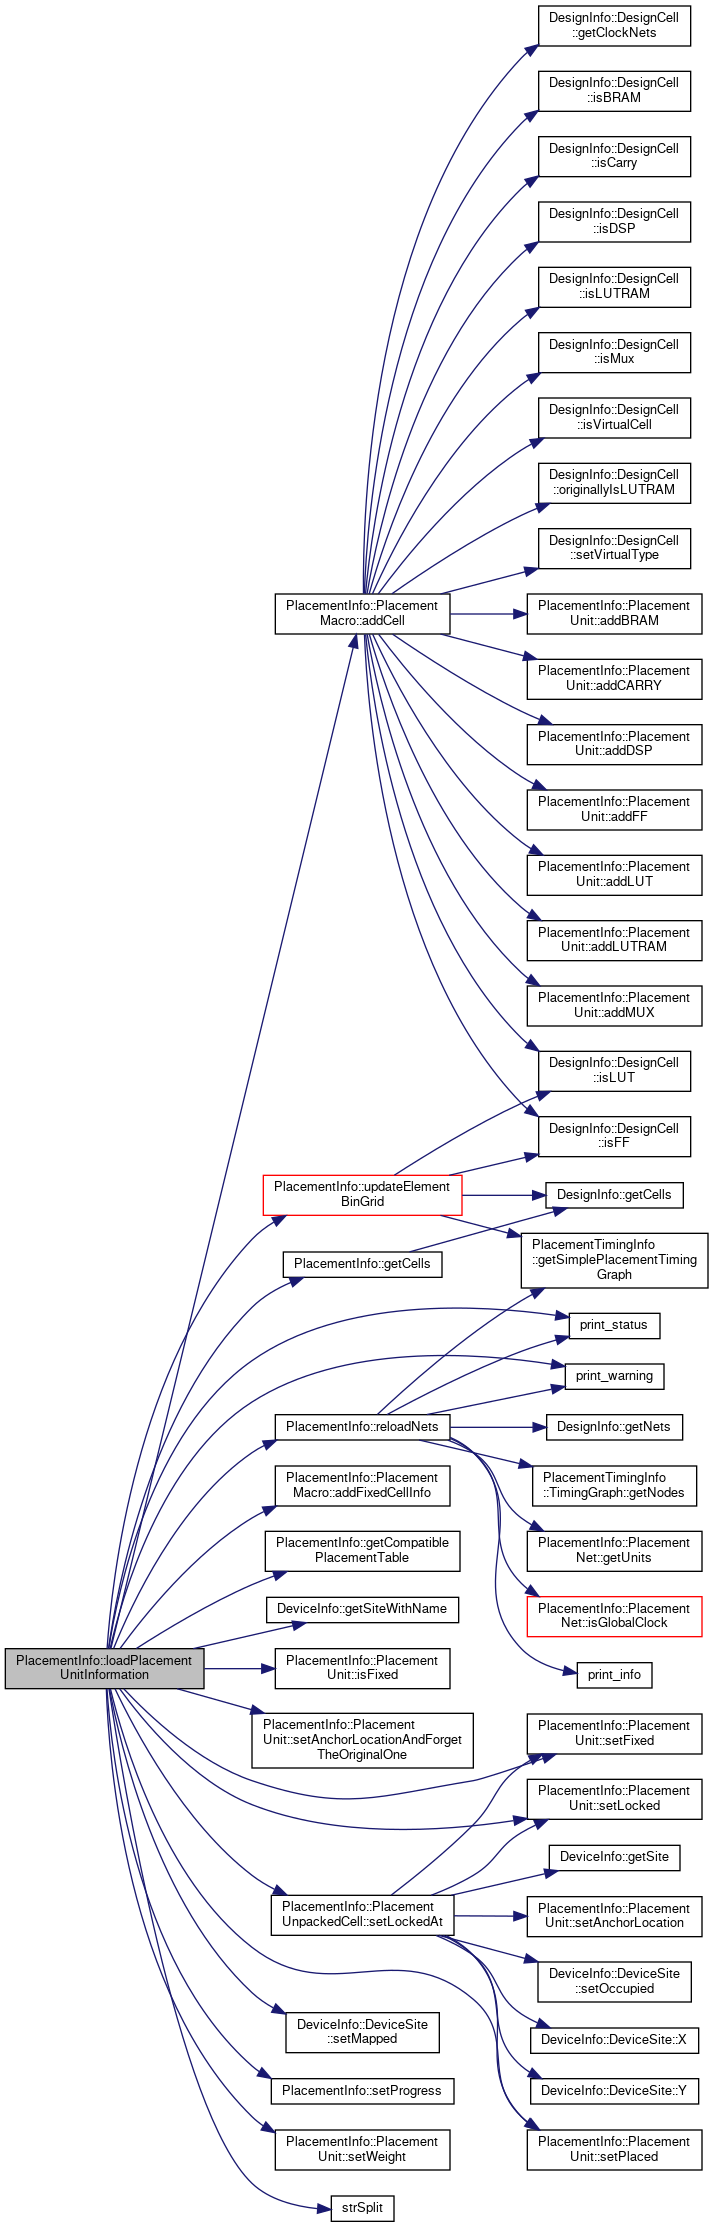 DesignInfo::DesignCell
::getClockNets
DesignInfo::DesignCell
::isBRAM
DesignInfo::DesignCell
::isCarry
DesignInfo::DesignCell
::isDSP
DesignInfo::DesignCell
::isLUTRAM
DesignInfo::DesignCell
::isMux
DesignInfo::DesignCell
::isVirtualCell
DesignInfo::DesignCell
::originallyIsLUTRAM
DesignInfo::DesignCell
::setVirtualType
PlacementInfo::Placement
Macro::addCell
PlacementInfo::Placement
Unit::addBRAM
PlacementInfo::Placement
Unit::addCARRY
PlacementInfo::Placement
Unit::addDSP
PlacementInfo::Placement
Unit::addFF
PlacementInfo::Placement
Unit::addLUT
PlacementInfo::Placement
Unit::addLUTRAM
PlacementInfo::Placement
Unit::addMUX
DesignInfo::DesignCell
::isLUT
DesignInfo::DesignCell
::isFF
PlacementInfo::updateElement
BinGrid
DesignInfo::getCells
PlacementInfo::getCells
PlacementTimingInfo
::getSimplePlacementTiming
Graph
print_status
print_warning
PlacementInfo::reloadNets
DesignInfo::getNets
PlacementInfo::Placement
Macro::addFixedCellInfo
PlacementTimingInfo
::TimingGraph::getNodes
PlacementInfo::getCompatible
PlacementTable
PlacementInfo::Placement
Net::getUnits
DeviceInfo::getSiteWithName
PlacementInfo::Placement
Net::isGlobalClock
PlacementInfo::loadPlacement
UnitInformation
PlacementInfo::Placement
Unit::isFixed
print_info
PlacementInfo::Placement
Unit::setAnchorLocationAndForget
TheOriginalOne
PlacementInfo::Placement
Unit::setFixed
PlacementInfo::Placement
Unit::setLocked
DeviceInfo::getSite
PlacementInfo::Placement
UnpackedCell::setLockedAt
PlacementInfo::Placement
Unit::setAnchorLocation
DeviceInfo::DeviceSite
::setOccupied
DeviceInfo::DeviceSite
::setMapped
DeviceInfo::DeviceSite::X
PlacementInfo::setProgress
DeviceInfo::DeviceSite::Y
PlacementInfo::Placement
Unit::setWeight
PlacementInfo::Placement
Unit::setPlaced
strSplit